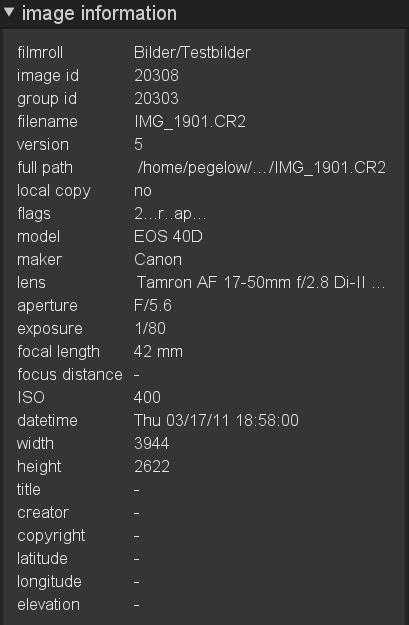 ▼ image information
filmroll Bilder/Testbilder
image id 20308
group id 20303
filename IMG_1901.CR2
version 5
full path /home/pegelow/.../IMG_1901.CR2
local copy no
flags 2...r..ap...
model EOS 40D
maker Canon
lens Tamron AF 17-50mm f/2.8 Di-II ...
aperture F/5.6
exposure 1/80
focal length 42 mm
focus distance -
ISO 400
datetime Thu 03/17/11 18:58:00
width 3944
height 2622
title -
creator -
copyright -
latitude -
longitude -
elevation -